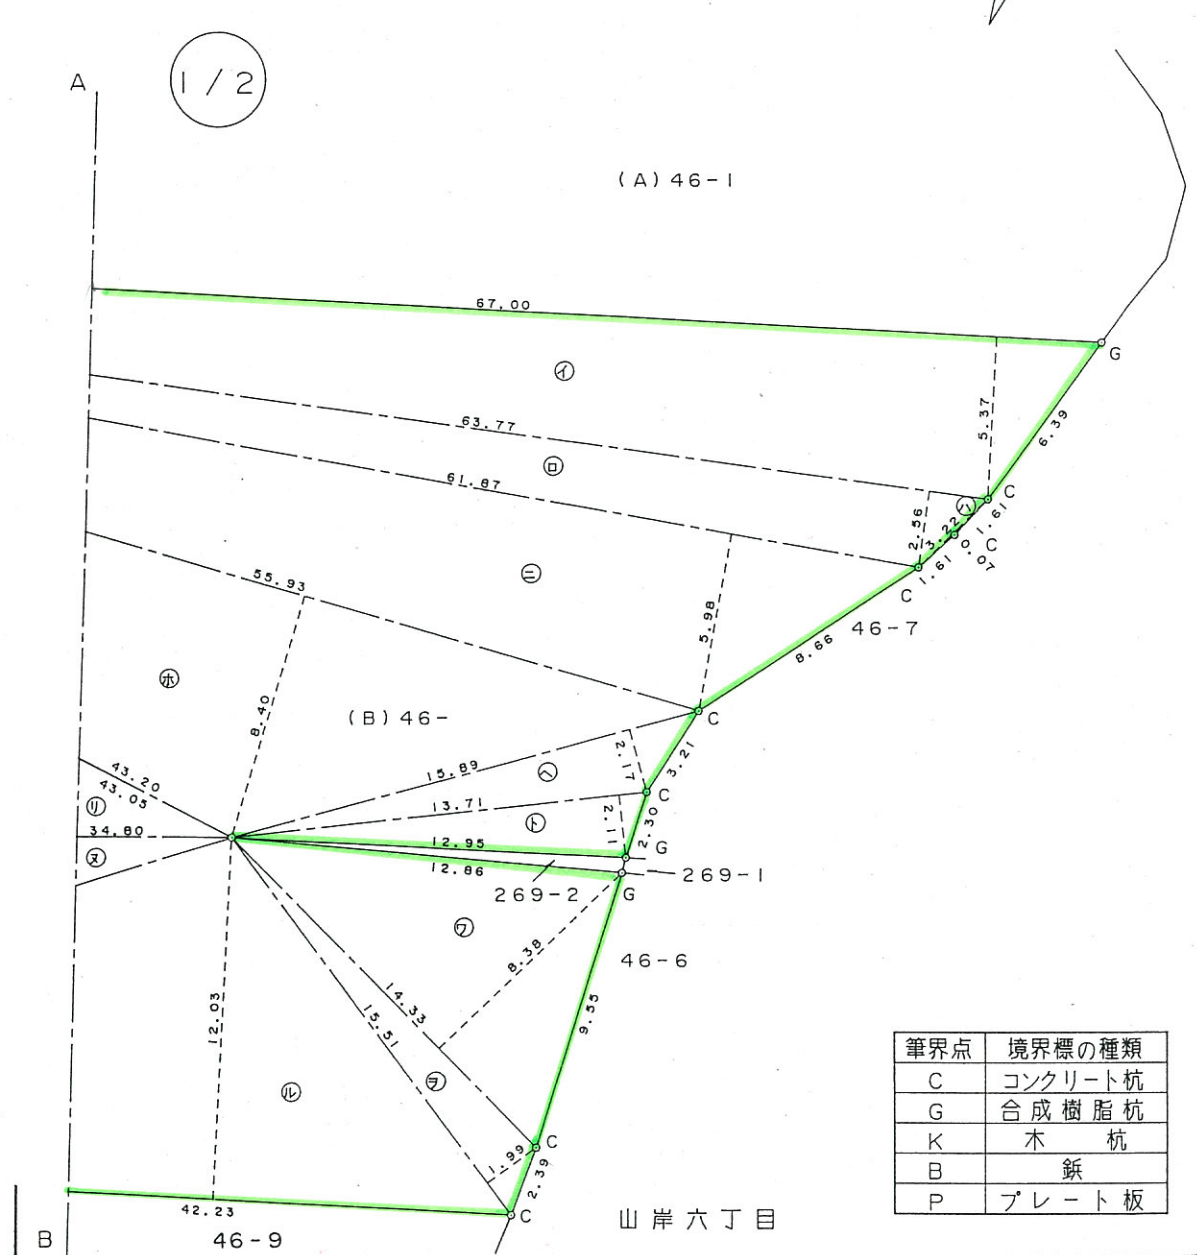 A
1/2
(A)46-1
67.00
G
㋑
5.37
6.39
63.77
㋺
61.87
C
㋩
1.61
2.56
3.22
0.07
C
1.61
C
㋥
55.93
5.98
46-7
8.66
㋭
8.40
(B)46-
C
3.21
2.17
15.89
㋬
43.20
43.05
13.71
C
㋷
2.11
㋣
2.30
34.80
12.95
G
㋦
12.86
269-1
269-2
G
㋻
46-6
8.38
14.33
15.51
9.55
12.03
㋾
㋸
C
1.99
2.39
42.23
C
山岸六丁目
B
46-9
筆界点 境界標の種類
C コンクリート杭
G 合成樹脂杭
K 木杭
B 鋲
P プレート板